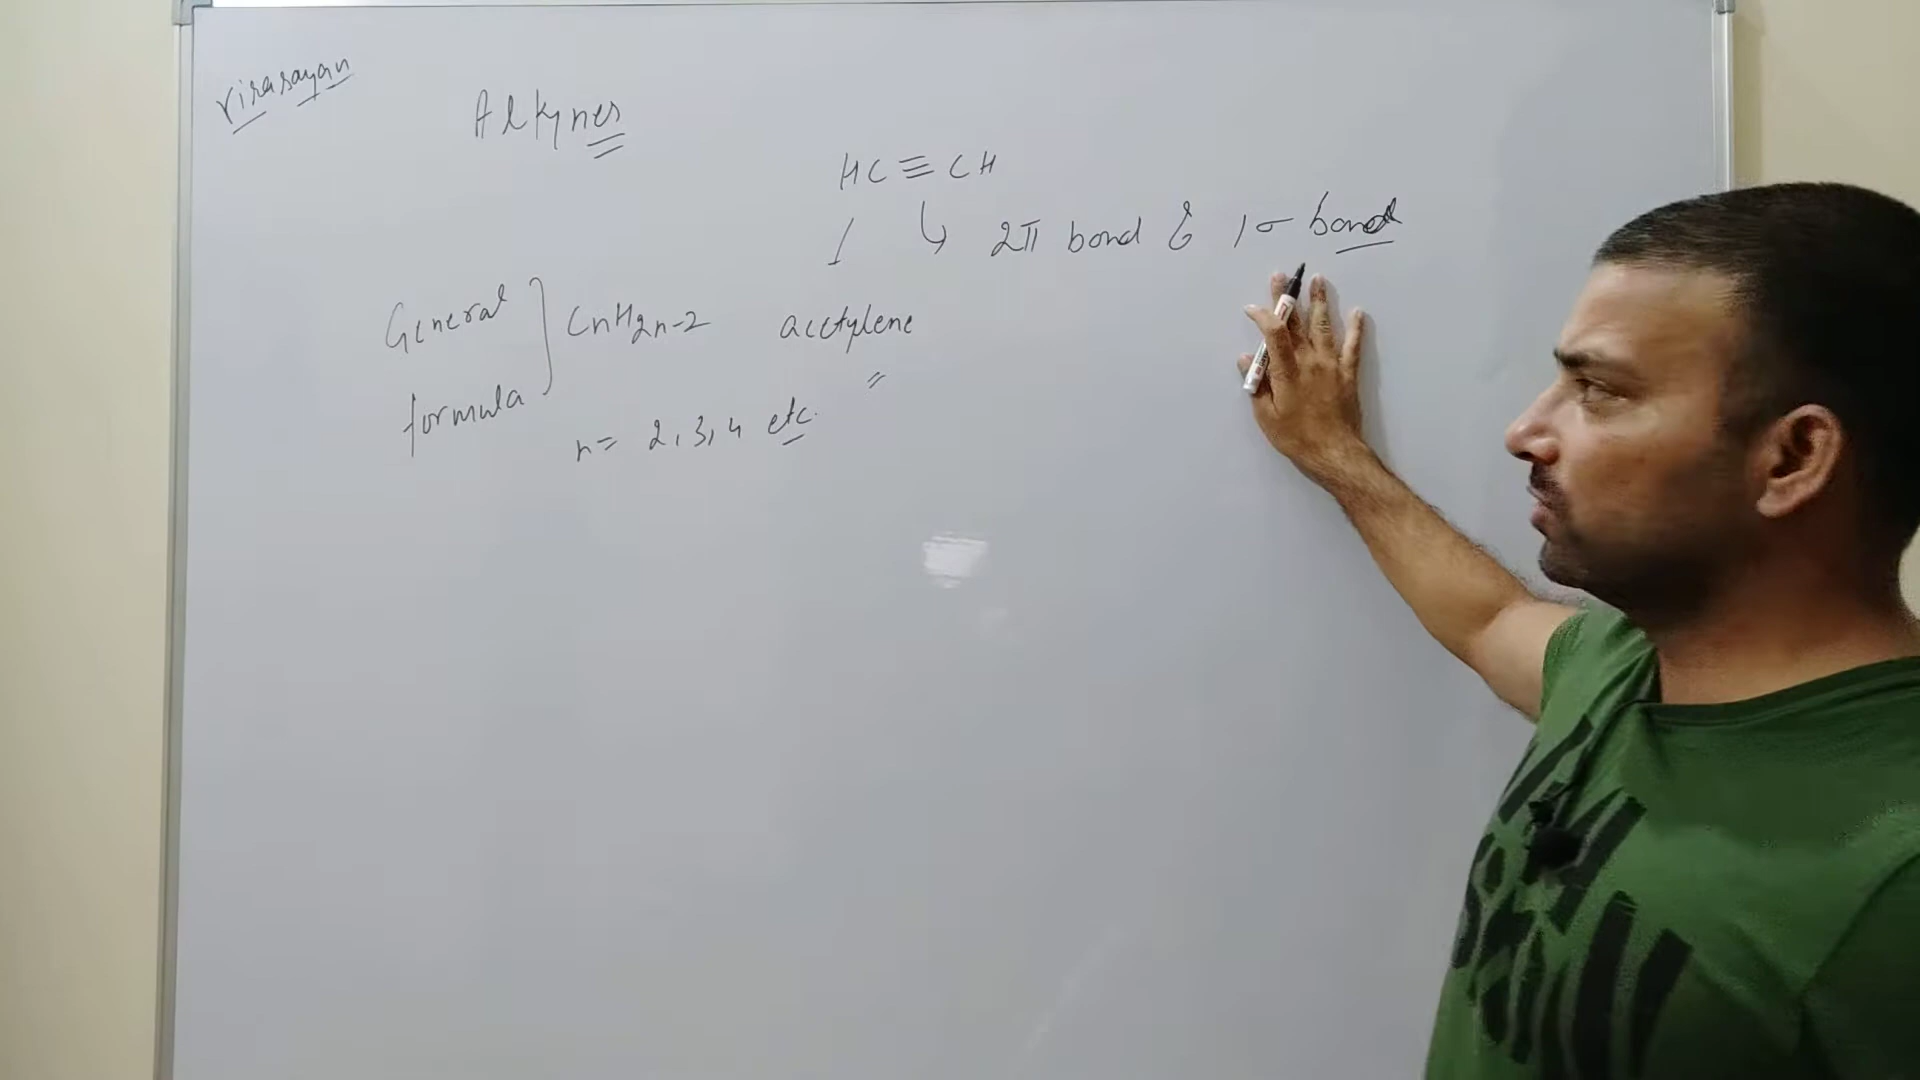 virasayan
Alkynes
HC≡CH
2π bond & 1σ bond
General formula } CnH2n-2
acetylene
n= 2, 3, 4 etc.